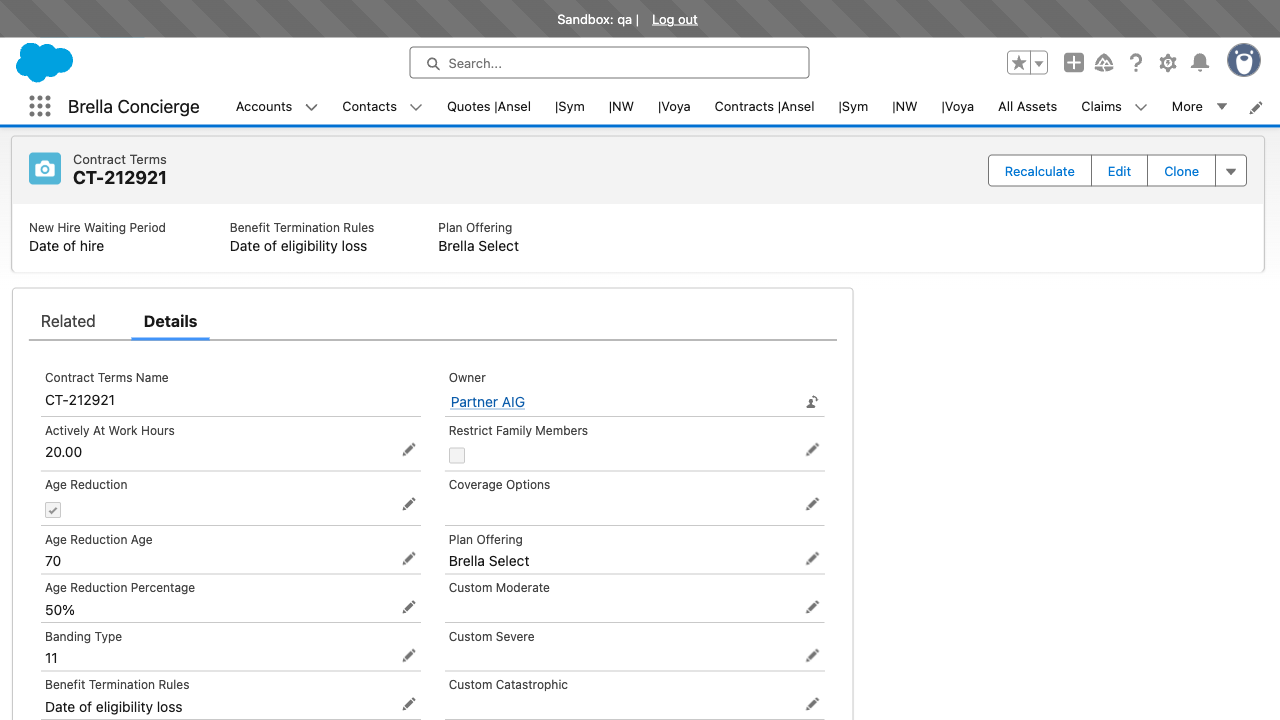 Sandbox: qa | Log out
Search...
Brella Concierge Accounts Contacts Quotes |Ansel |Sym |NW |Voya Contracts |Ansel |Sym |NW |Voya All Assets Claims More
Contract Terms
CT-212921
Recalculate Edit Clone
New Hire Waiting Period Benefit Termination Rules Plan Offering
Date of hire Date of eligibility loss Brella Select
Related Details
Contract Terms Name Owner
CT-212921 Partner AIG
Actively At Work Hours Restrict Family Members
20.00
Age Reduction Coverage Options
Age Reduction Age Plan Offering
70 Brella Select
Age Reduction Percentage Custom Moderate
50%
Banding Type Custom Severe
11
Benefit Termination Rules Custom Catastrophic
Date of eligibility loss